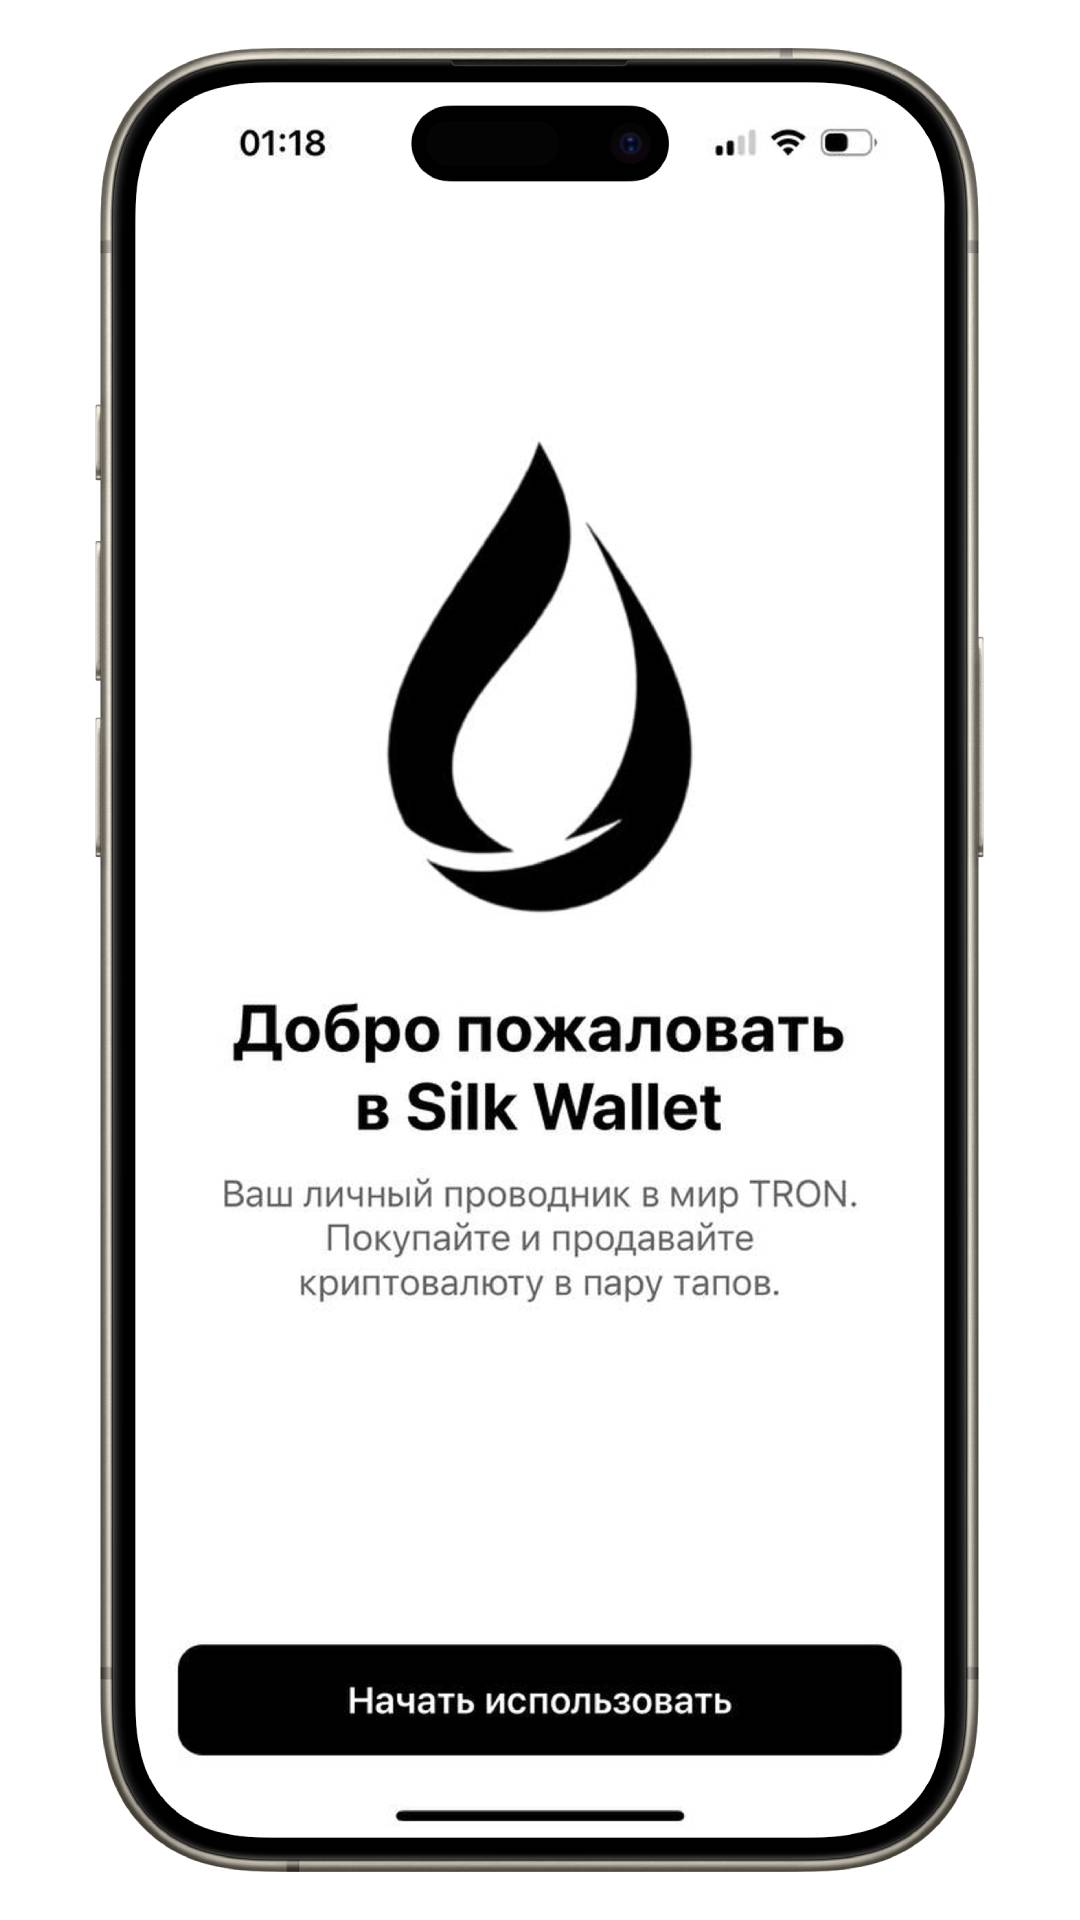 01:18
Добро пожаловать
в Silk Wallet
Ваш личный проводник в мир TRON.
Покупайте и продавайте
криптовалюту в пару тапов.
Начать использовать